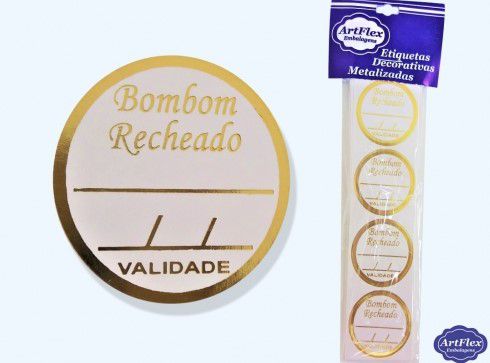 Bombom
Recheado
VALIDADE
ArtFlex
Embalagens
Etiquetas
Decorativas
Metalizadas
Bombom
Recheado
VALIDADE
Bombom
Recheado
VALIDADE
Bombom
Recheado
VALIDADE
Bombom
Recheado
ArtFlex
Embalagens